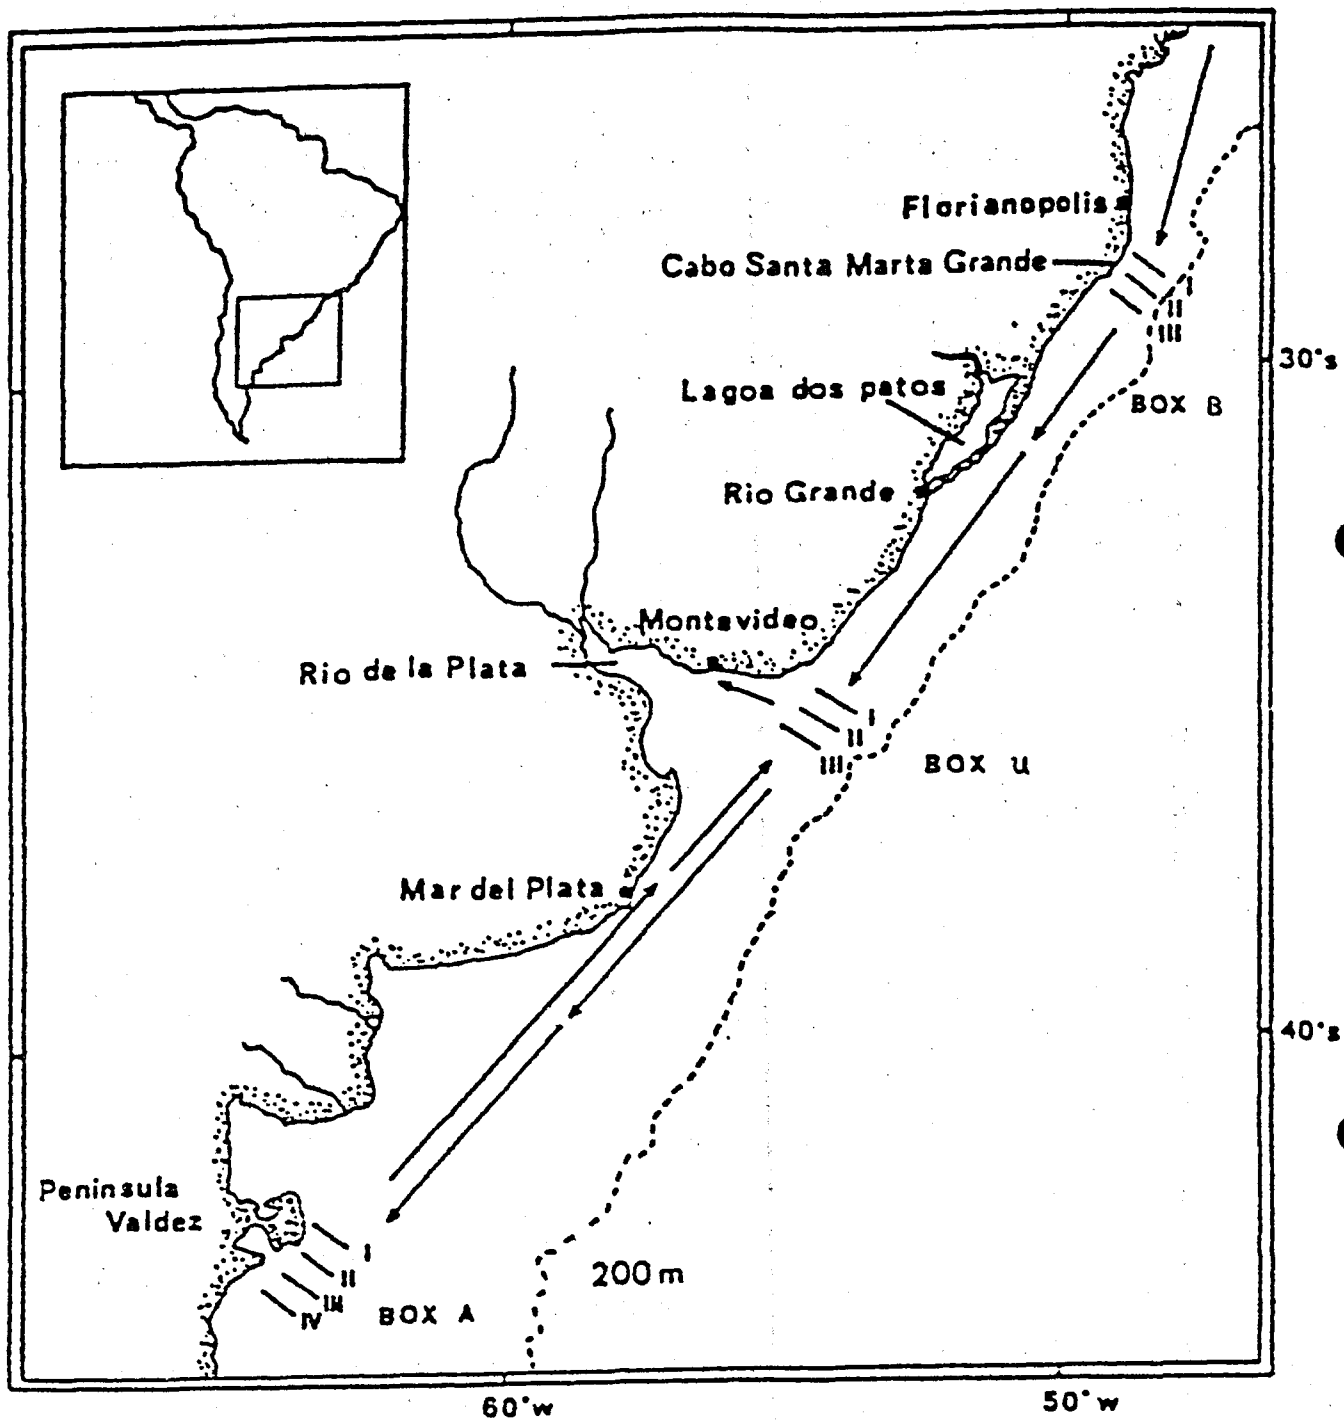 Florianopolis
Cabo Santa Marta Grande
I
II
III
30°s
Lagoa dos patos
BOX B
Rio Grande
Montevideo
Rio de la Plata
I
II
III
BOX U
Mar del Plata
40°s
Peninsula
Valdez
I
II
III
IV
BOX A
200m
60°w
50°w